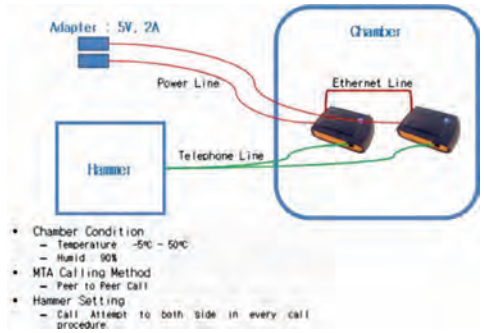 Adapter : 5V, 2A
Chamber
Power Line
Ethernet Line
Telephone Line
Hammer
• Chamber Condition
– Temperature -5℃ ~ 50℃
– Humid 90%
• MTA Calling Method
– Peer to Peer Call
• Hammer Setting
– Call Attempt to both side in every call
procedure